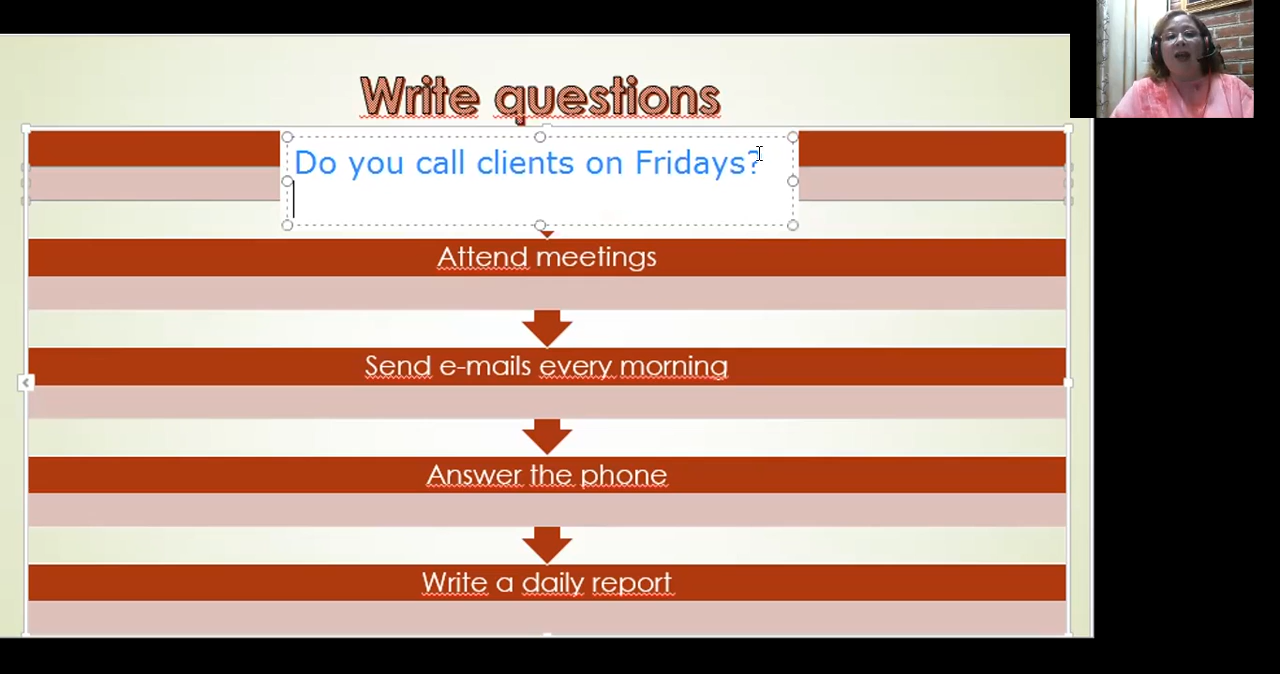 Write questions
Do you call clients on Fridays?
Attend meetings
Send e-mails every morning
Answer the phone
Write a daily report